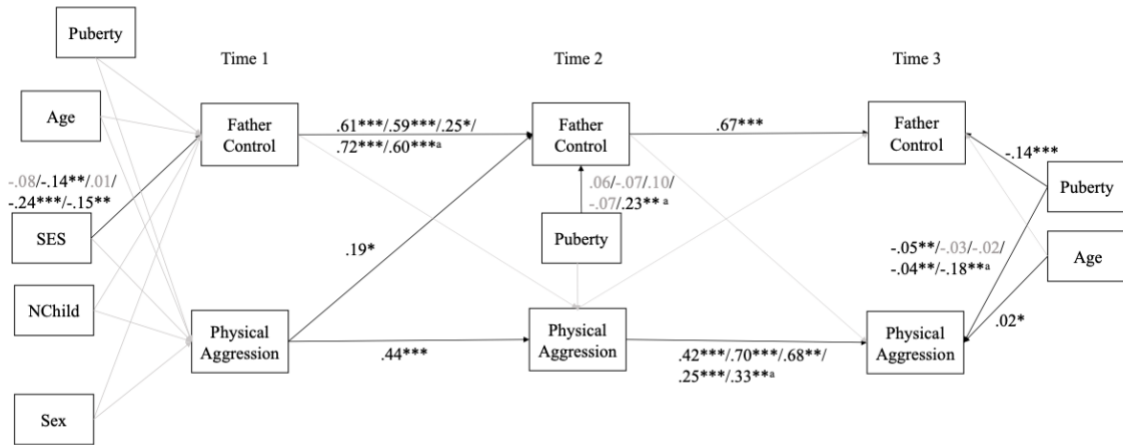 Puberty
Time 1
Time 2
Time 3
Age
Father
Control
.61***/.59***/.25*/
.72***/.60***ᵃ
Father
Control
.67***
Father
Control
-.14***
-.08/-.14**/.01/
-.24***/-.15**
.06/-.07/.10/
-.07/.23** ᵃ
Puberty
SES
.19*
Puberty
-.05**/-.03/-.02/
-.04**/-.18**ᵃ
Age
NChild
Physical
Aggression
.44***
Physical
Aggression
.42***/.70***/.68**/
.25***/.33**ᵃ
Physical
Aggression
.02*
Sex